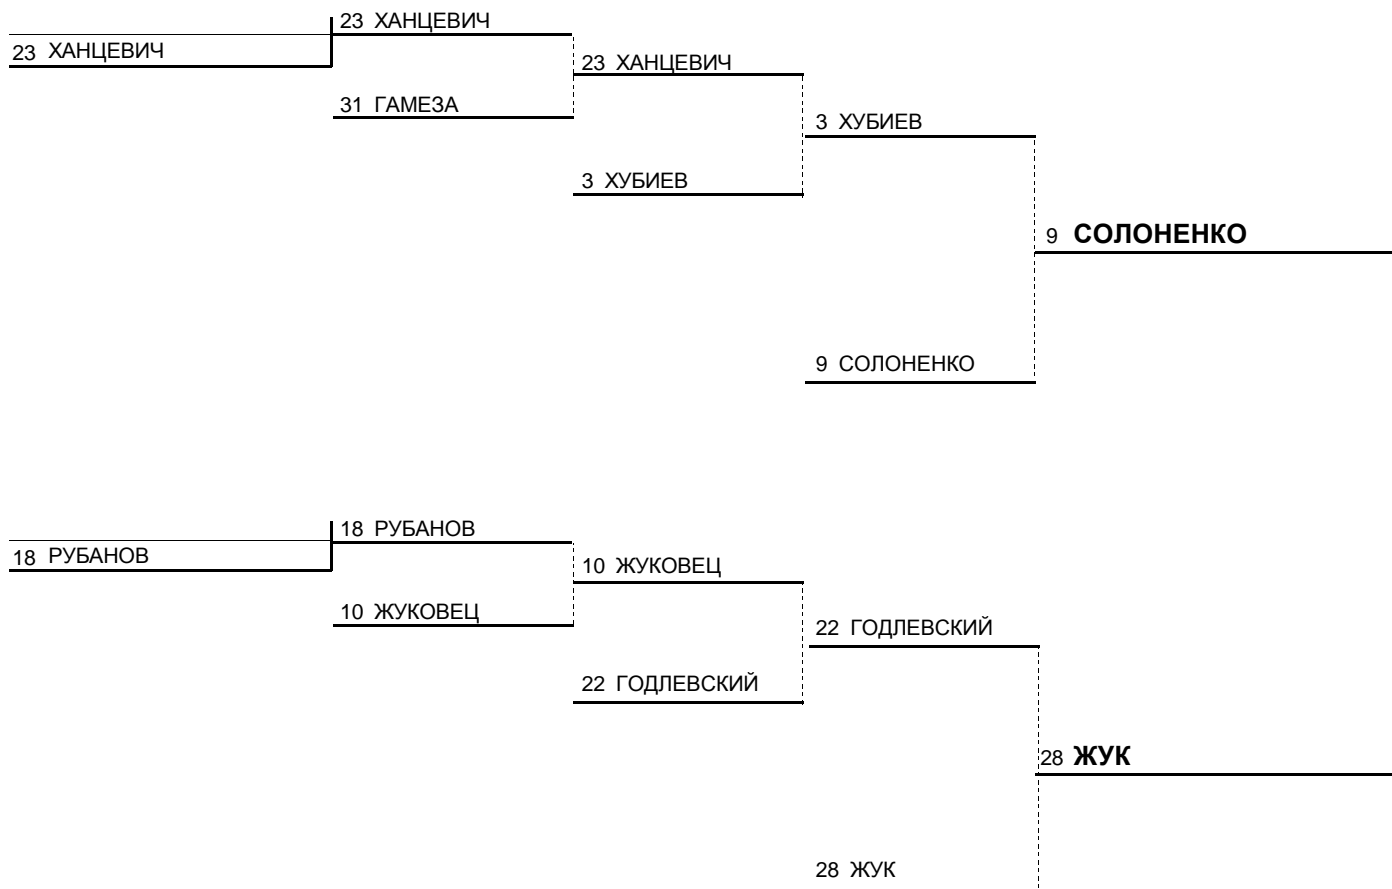 23 ХАНЦЕВИЧ
23 ХАНЦЕВИЧ
23 ХАНЦЕВИЧ
31 ГАМЕЗА
3 ХУБИЕВ
3 ХУБИЕВ
9 СОЛОНЕНКО
9 СОЛОНЕНКО
18 РУБАНОВ
18 РУБАНОВ
10 ЖУКОВЕЦ
10 ЖУКОВЕЦ
22 ГОДЛЕВСКИЙ
22 ГОДЛЕВСКИЙ
28 ЖУК
28 ЖУК